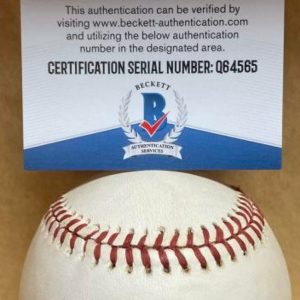 This authentication can be verified by
visiting www.beckett-authentication.com
and utilizing the below authentication
number in the designated area.
CERTIFICATION SERIAL NUMBER: Q64565
BECKETT
B
AUTHENTICATION
SERVICES